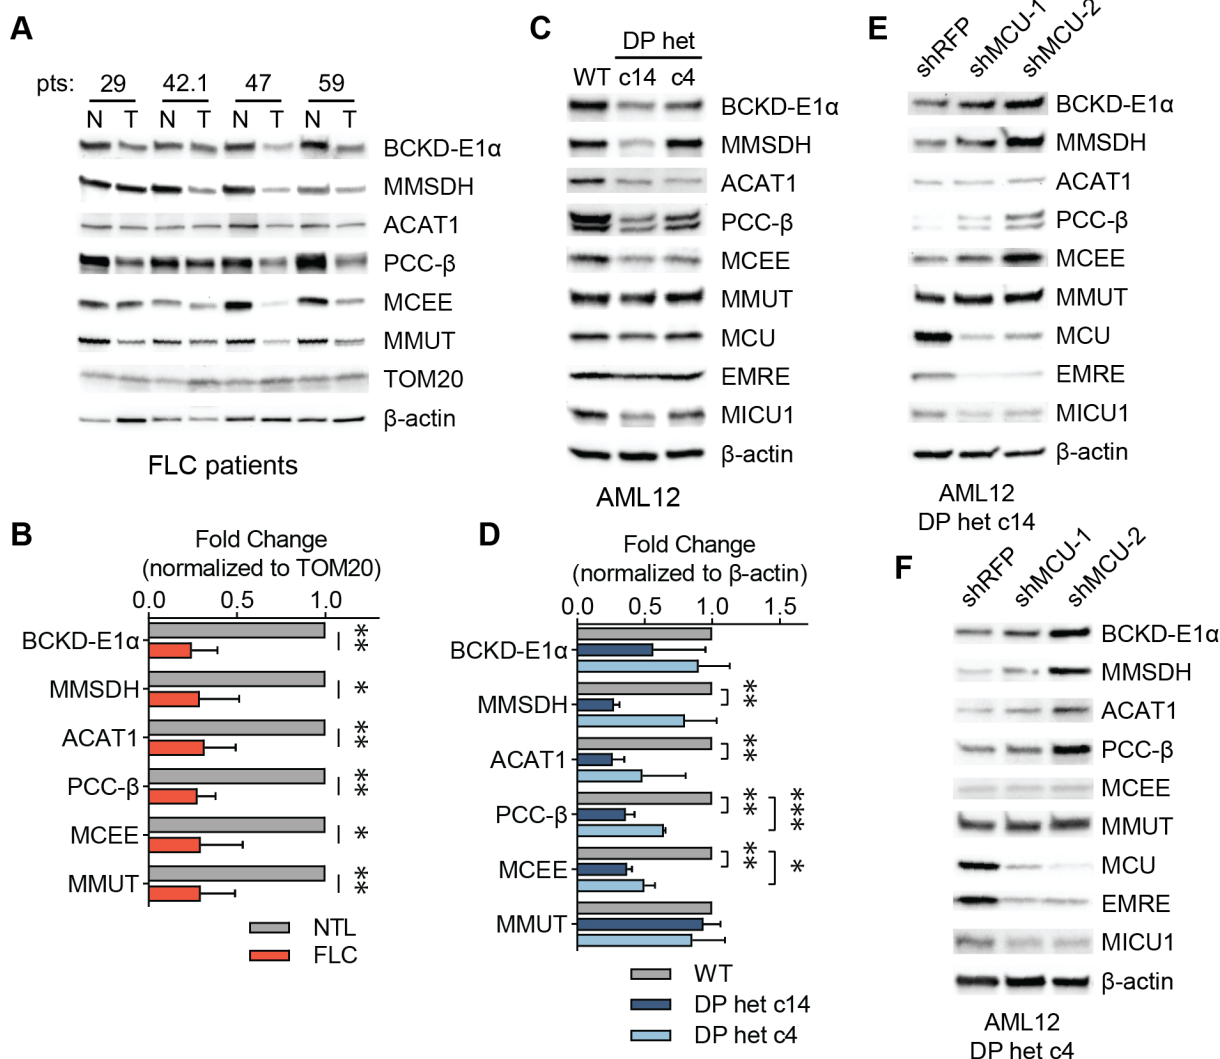 A
pts: 29 42.1 47 59
N T N T N T N T
BCKD-E1α
MMSDH
ACAT1
PCC-β
MCEE
MMUT
TOM20
β-actin
FLC patients
B
Fold Change
(normalized to TOM20)
0.0 0.5 1.0
BCKD-E1α **
MMSDH *
ACAT1 **
PCC-β **
MCEE *
MMUT **
NTL
FLC
C
DP het
WT c14 c4
BCKD-E1α
MMSDH
ACAT1
PCC-β
MCEE
MMUT
MCU
EMRE
MICU1
β-actin
AML12
D
Fold Change
(normalized to β-actin)
0.0 0.5 1.0 1.5
BCKD-E1α
MMSDH **
ACAT1 **
PCC-β ** ***
MCEE ** *
MMUT
WT
DP het c14
DP het c4
E
shRFP shMCU-1 shMCU-2
BCKD-E1α
MMSDH
ACAT1
PCC-β
MCEE
MMUT
MCU
EMRE
MICU1
β-actin
AML12
DP het c14
F
shRFP shMCU-1 shMCU-2
BCKD-E1α
MMSDH
ACAT1
PCC-β
MCEE
MMUT
MCU
EMRE
MICU1
β-actin
AML12
DP het c4